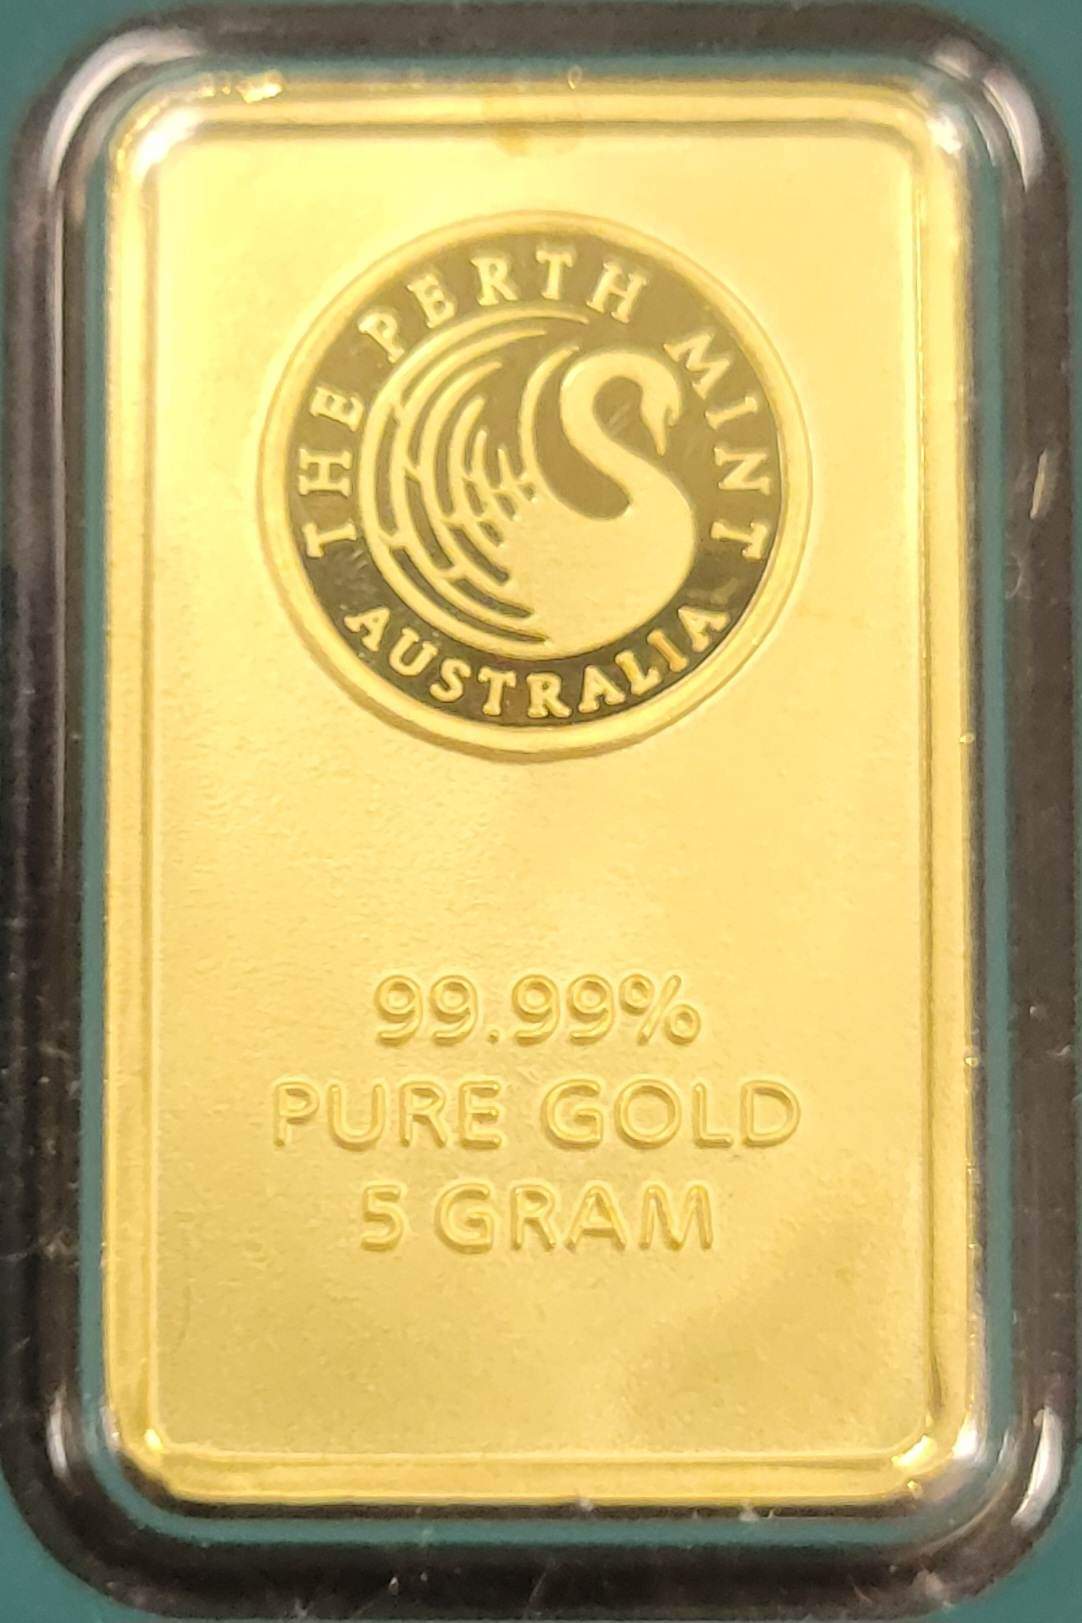 THE PERTH MINT
AUSTRALIA
99.99%
PURE GOLD
5 GRAM